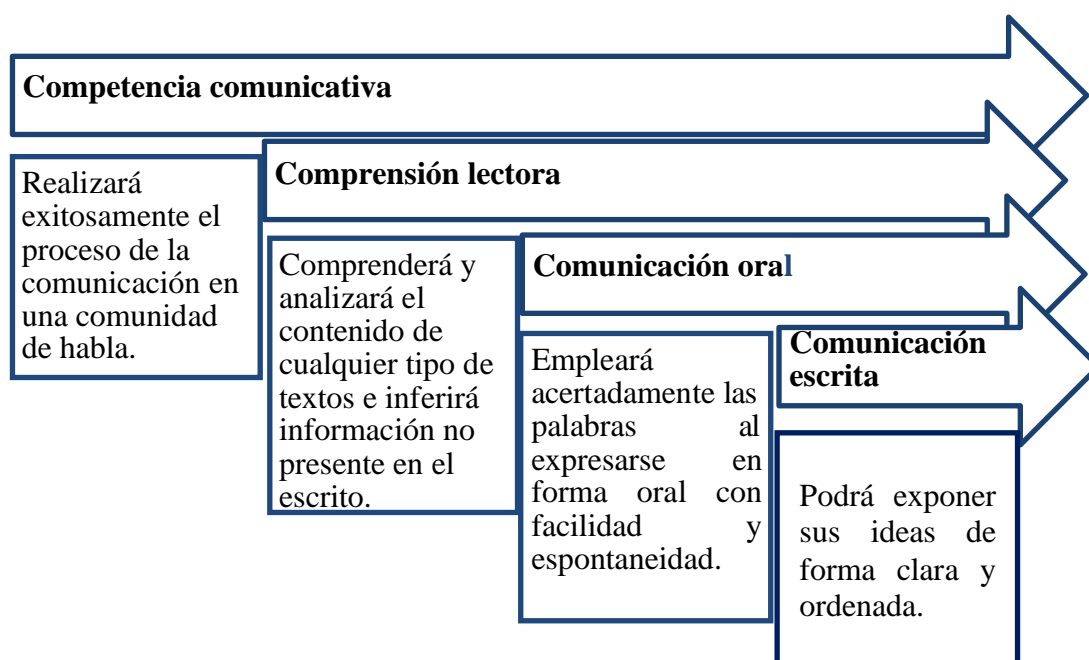 Competencia comunicativa
Realizará
exitosamente el
proceso de la
comunicación en
una comunidad
de habla.
Comprensión lectora
Comprenderá y
analizará el
contenido de
cualquier tipo de
textos e inferirá
información no
presente en el
escrito.
Comunicación oral
Empleará
acertadamente las
palabras al
expresarse en
forma oral con
facilidad y
espontaneidad.
Comunicación
escrita
Podrá exponer
sus ideas de
forma clara y
ordenada.